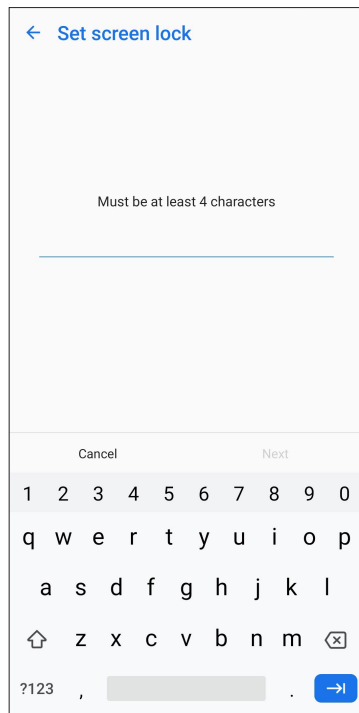 Set screen lock
Must be at least 4 characters
Cancel Next
1 2 3 4 5 6 7 8 9 0
q w e r t y u i o p
a s d f g h j k l
z x c v b n m
?123 , .